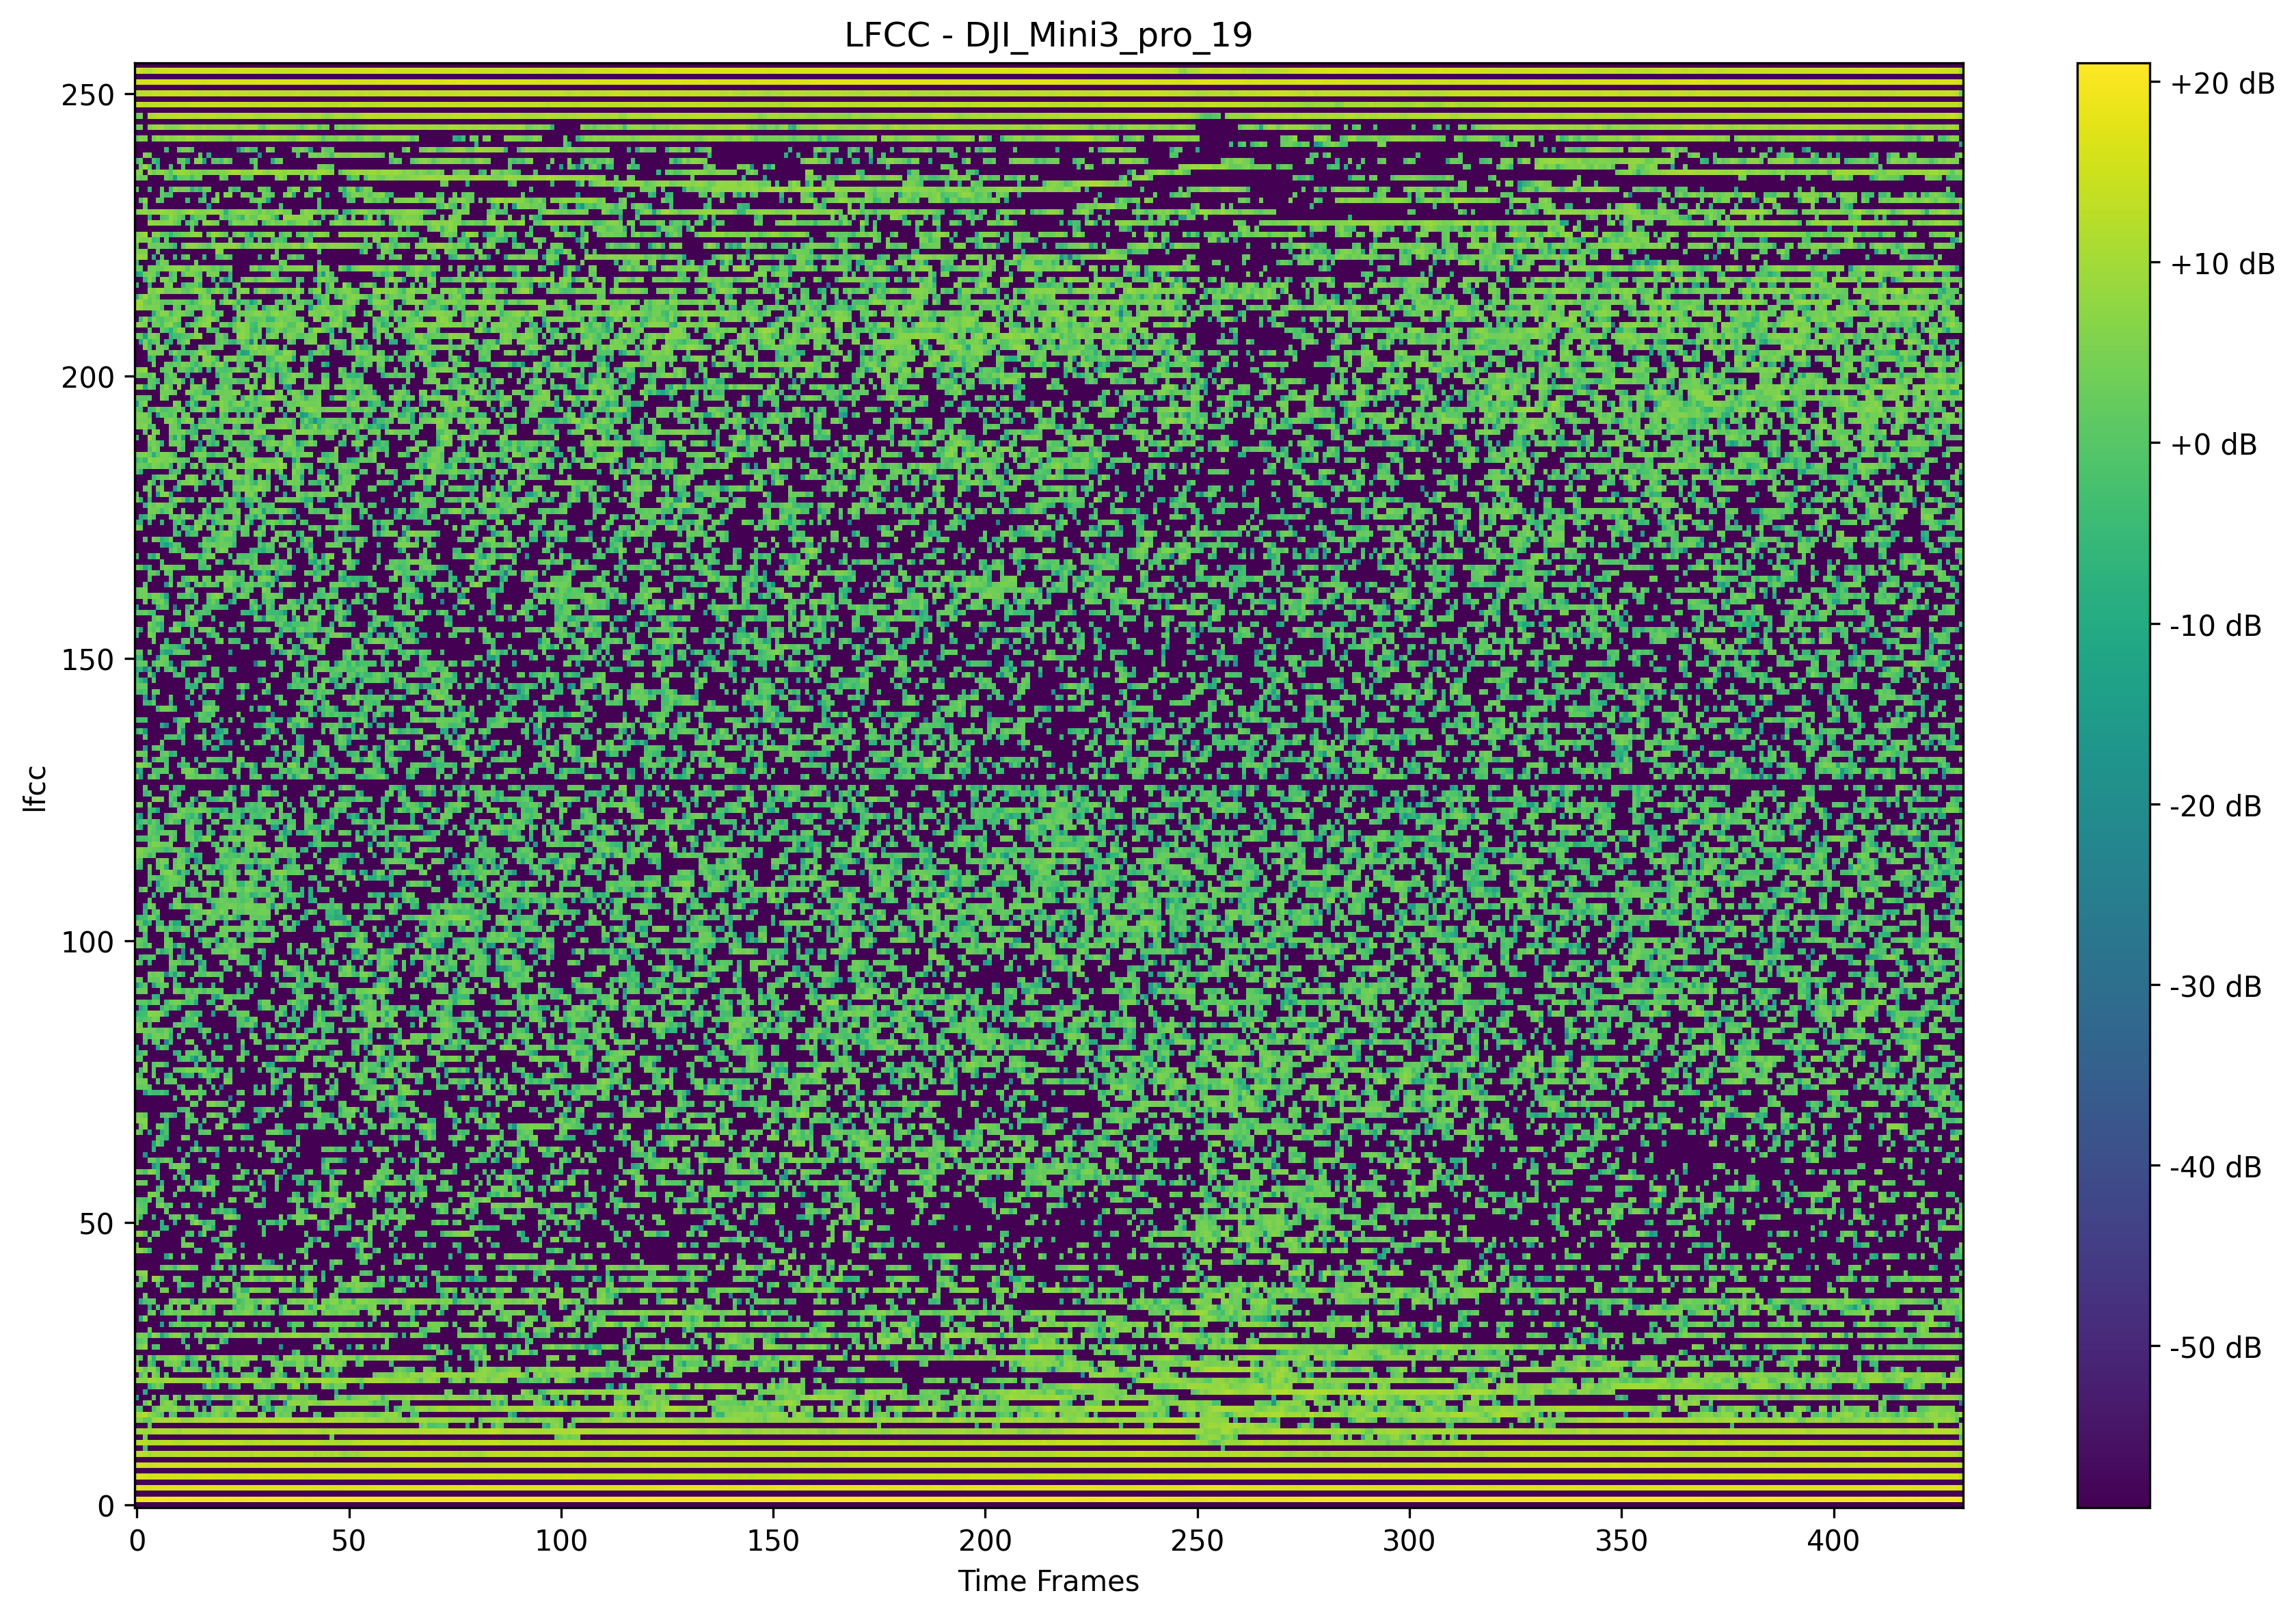 LFCC - DJI_Mini3_pro_19
250
200
150
100
50
0
lfcc
0 50 100 150 200 250 300 350 400
Time Frames
+20 dB
+10 dB
+0 dB
-10 dB
-20 dB
-30 dB
-40 dB
-50 dB